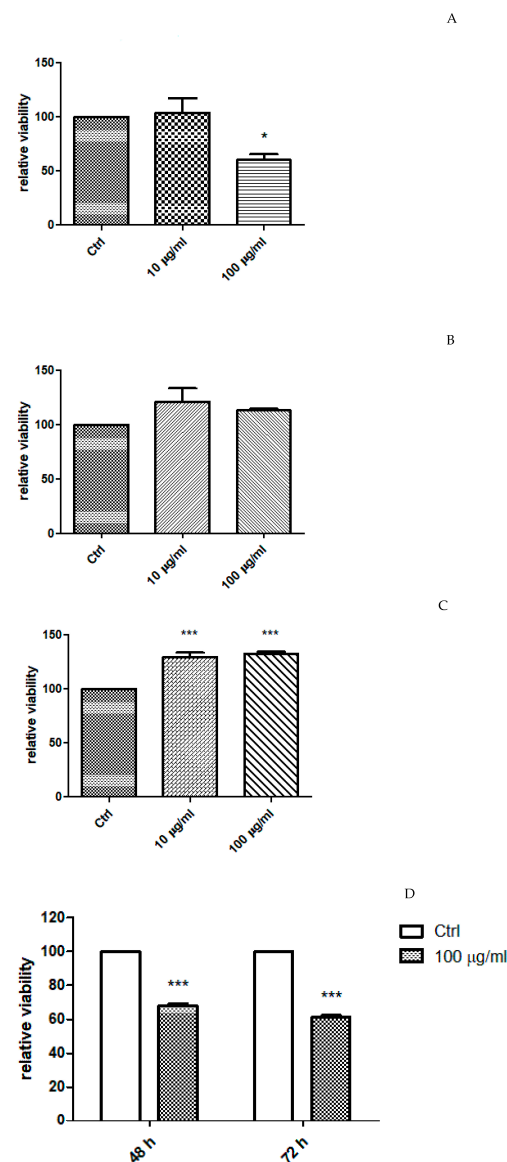 A
150
100
50
0
relative viability
*
Ctrl
10 µg/ml
100 µg/ml
B
150
100
50
0
relative viability
Ctrl
10 µg/ml
100 µg/ml
C
150
100
50
0
relative viability
***
***
Ctrl
10 µg/ml
100 µg/ml
D
120
100
80
60
40
20
0
relative viability
***
***
48 h
72 h
Ctrl
100 µg/ml